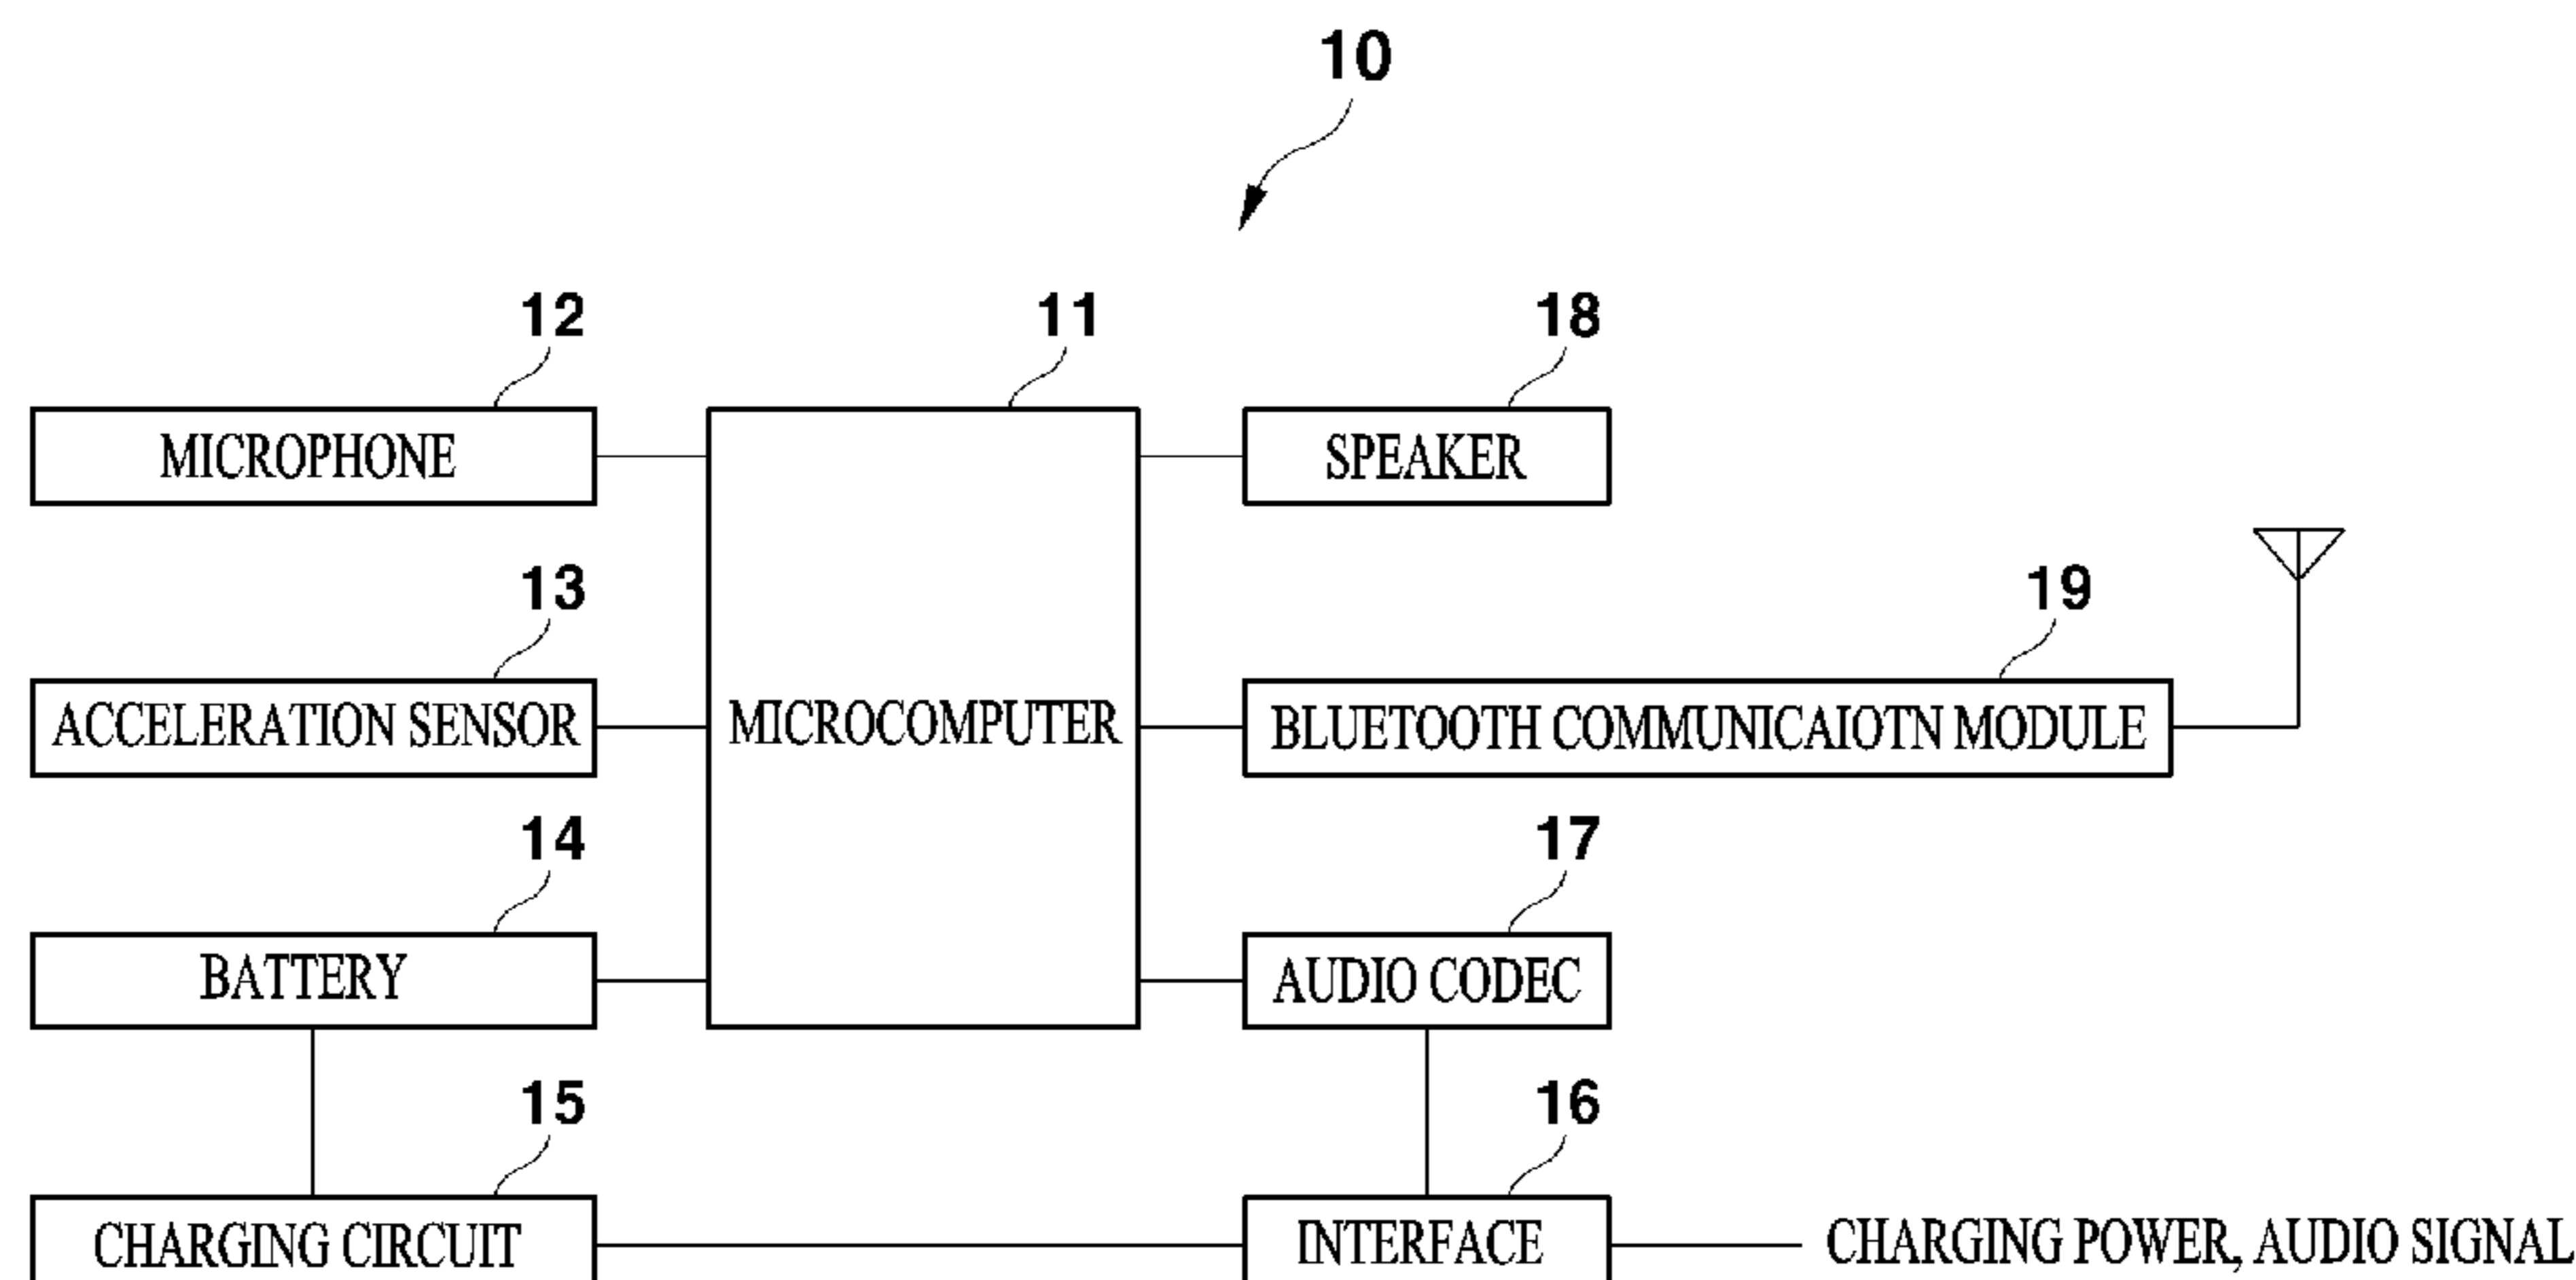 10
12
11
18
MICROPHONE
SPEAKER
13
19
ACCELERATION SENSOR
MICROCOMPUTER
BLUETOOTH COMMUNICAIOTN MODULE
14
17
BATTERY
AUDIO CODEC
15
16
CHARGING CIRCUIT
INTERFACE
CHARGING POWER, AUDIO SIGNAL